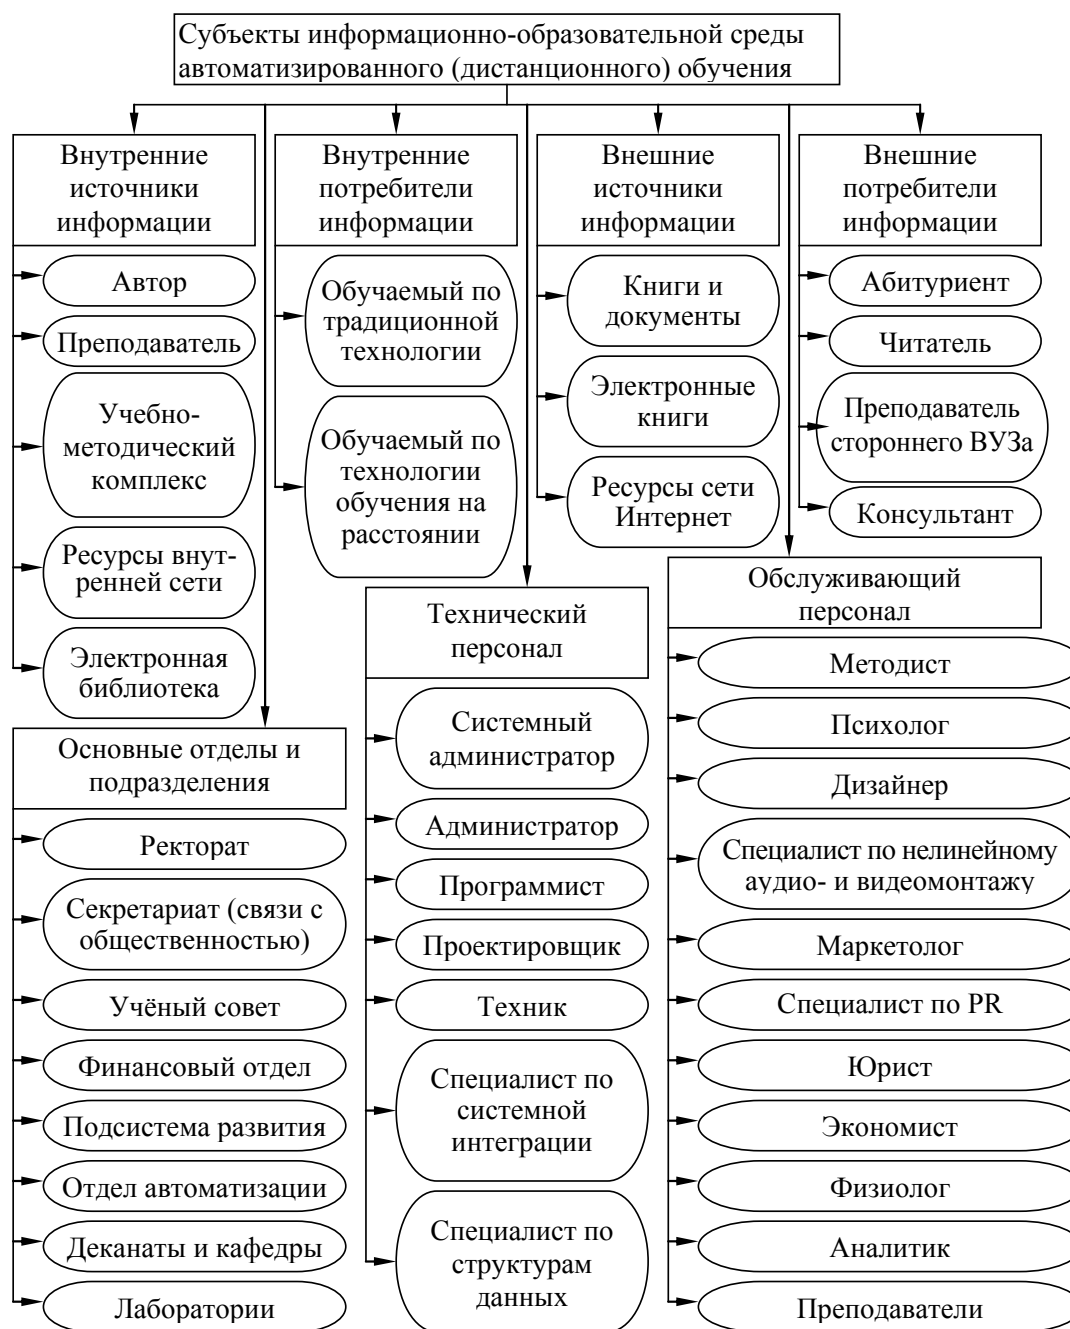 Субъекты информационно-образовательной среды
автоматизированного (дистанционного) обучения
Внутренние
источники
информации
Автор
Преподаватель
Учебно-
методический
комплекс
Ресурсы внут-
ренней сети
Электронная
библиотека
Внутренние
потребители
информации
Обучаемый по
традиционной
технологии
Обучаемый по
технологии
обучения на
расстоянии
Внешние
источники
информации
Книги и
документы
Электронные
книги
Ресурсы сети
Интернет
Внешние
потребители
информации
Абитуриент
Читатель
Преподаватель
стороннего ВУЗа
Консультант
Основные отделы и
подразделения
Ректорат
Секретариат (связи с
общественностью)
Учёный совет
Финансовый отдел
Подсистема развития
Отдел автоматизации
Деканаты и кафедры
Лаборатории
Технический
персонал
Системный
администратор
Администратор
Программист
Проектировщик
Техник
Специалист по
системной
интеграции
Специалист по
структурам
данных
Обслуживающий
персонал
Методист
Психолог
Дизайнер
Специалист по нелинейному
аудио- и видеомонтажу
Маркетолог
Специалист по PR
Юрист
Экономист
Физиолог
Аналитик
Преподаватели